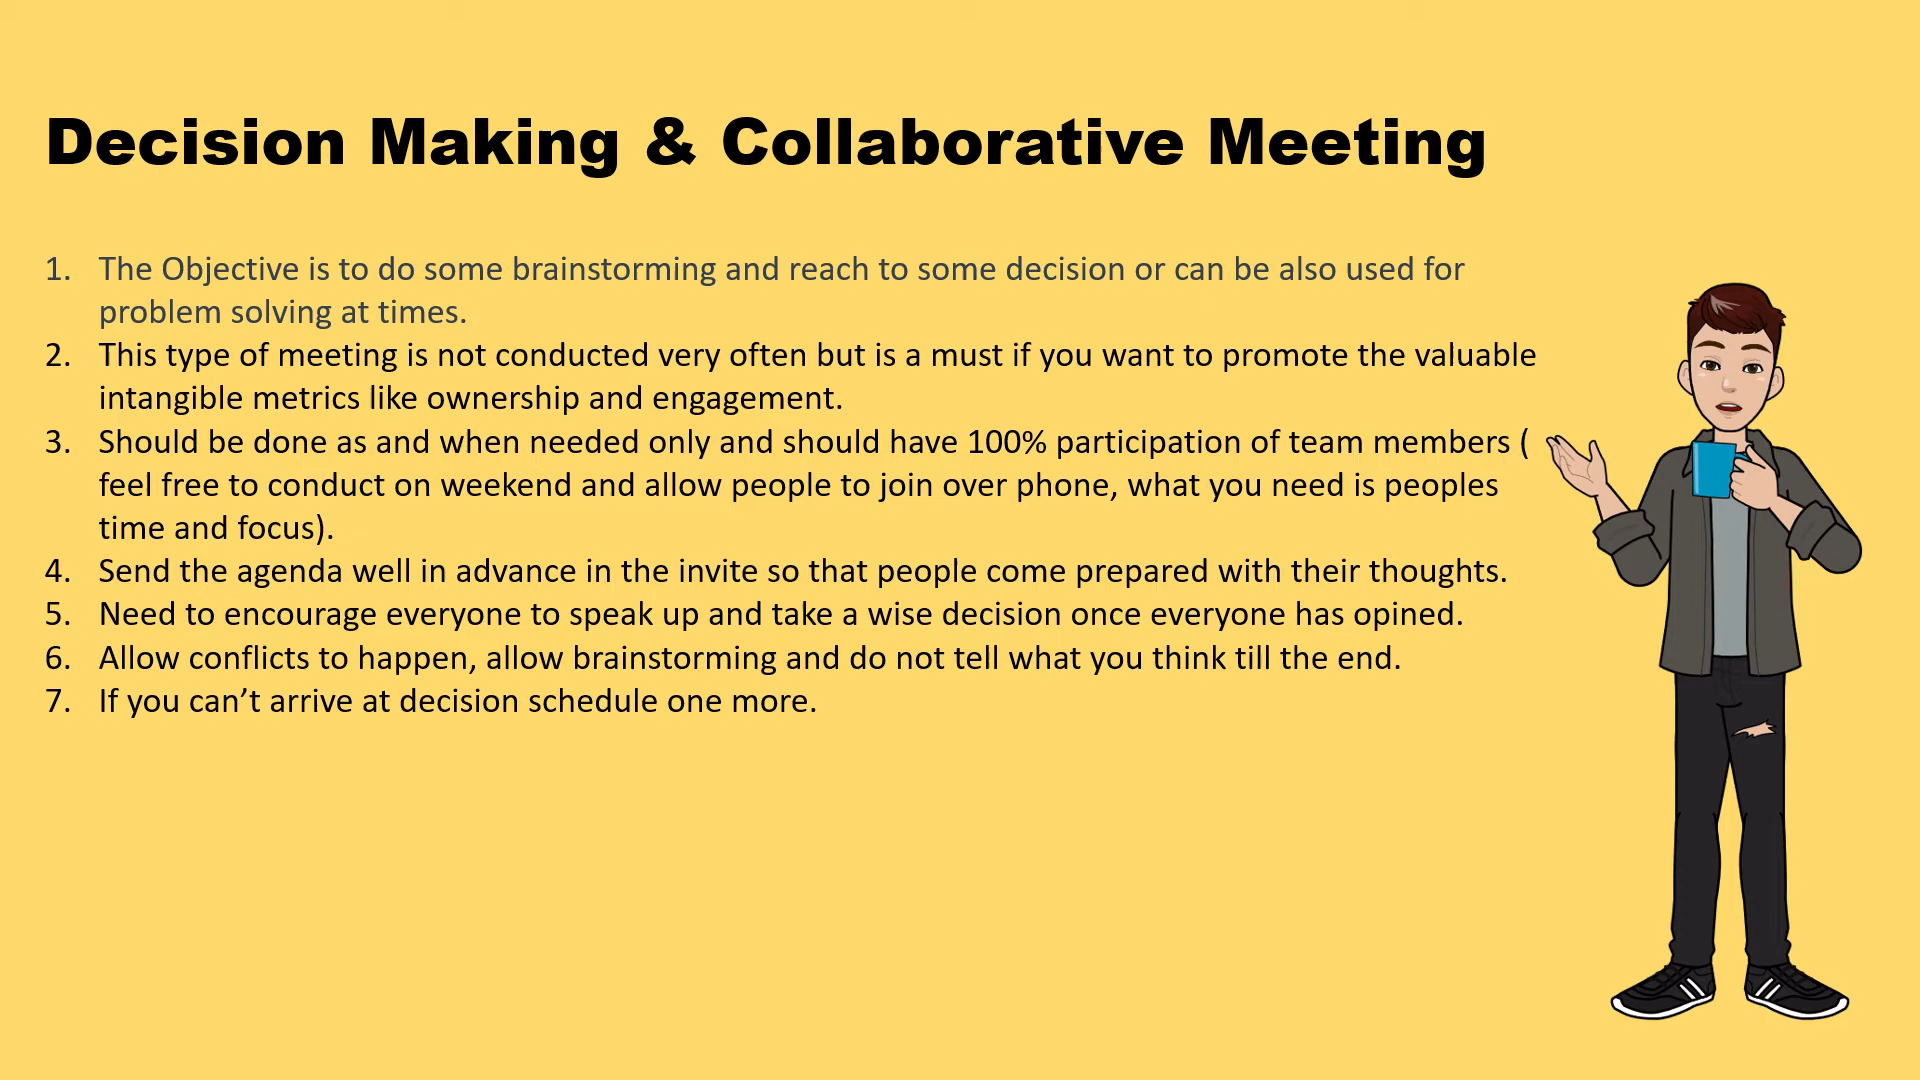 Decision Making & Collaborative Meeting
1. The Objective is to do some brainstorming and reach to some decision or can be also used for
problem solving at times.
2. This type of meeting is not conducted very often but is a must if you want to promote the valuable
intangible metrics like ownership and engagement.
3. Should be done as and when needed only and should have 100% participation of team members (
feel free to conduct on weekend and allow people to join over phone, what you need is peoples
time and focus).
4. Send the agenda well in advance in the invite so that people come prepared with their thoughts.
5. Need to encourage everyone to speak up and take a wise decision once everyone has opined.
6. Allow conflicts to happen, allow brainstorming and do not tell what you think till the end.
7. If you can’t arrive at decision schedule one more.